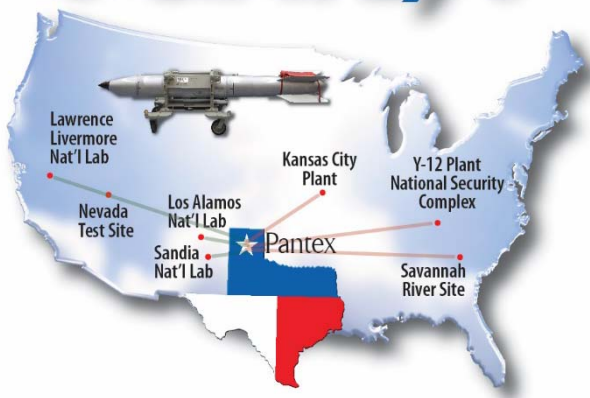 Lawrence
Livermore
Nat'l Lab
Nevada
Test Site
Los Alamos
Nat'l Lab
Sandia
Nat'l Lab
Pantex
Kansas City
Plant
Y-12 Plant
National Security
Complex
Savannah
River Site